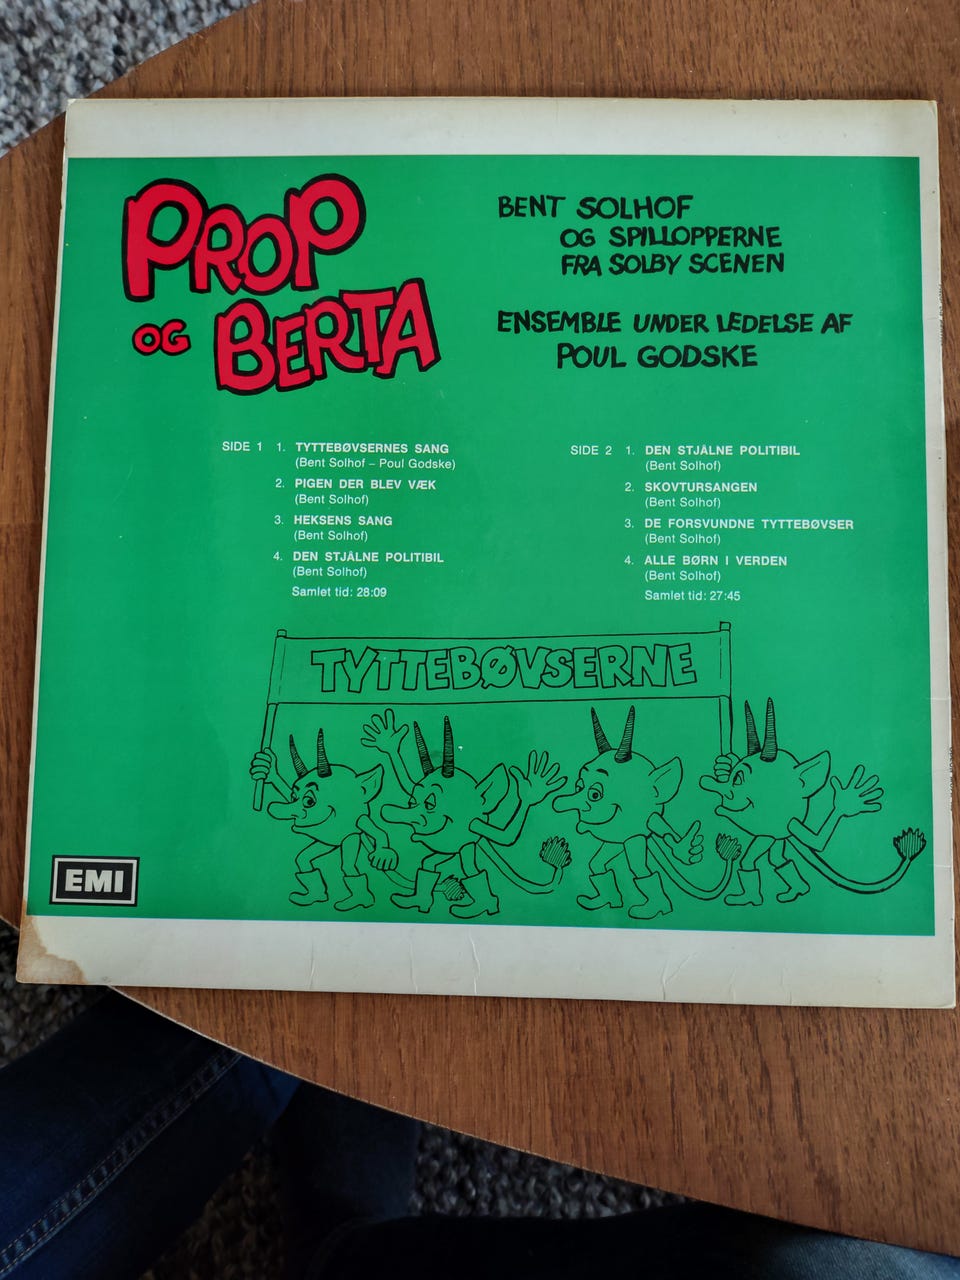 PROP
OG BERTA
BENT SOLHOF
OG SPILLOPPERNE
FRA SOLBY SCENEN
ENSEMBLE UNDER LEDELSE AF
POUL GODSKE
SIDE 1 1. TYTTEBØVSERNES SANG
(Bent Solhof – Poul Godske)
2. PIGEN DER BLEV VÆK
(Bent Solhof)
3. HEKSENS SANG
(Bent Solhof)
4. DEN STJÅLNE POLITIBIL
(Bent Solhof)
Samlet tid: 28:09
SIDE 2 1. DEN STJÅLNE POLITIBIL
(Bent Solhof)
2. SKOVTURSANGEN
(Bent Solhof)
3. DE FORSVUNDNE TYTTEBØVSER
(Bent Solhof)
4. ALLE BØRN I VERDEN
(Bent Solhof)
Samlet tid: 27:45
TYTTEBØVSERNE
EMI